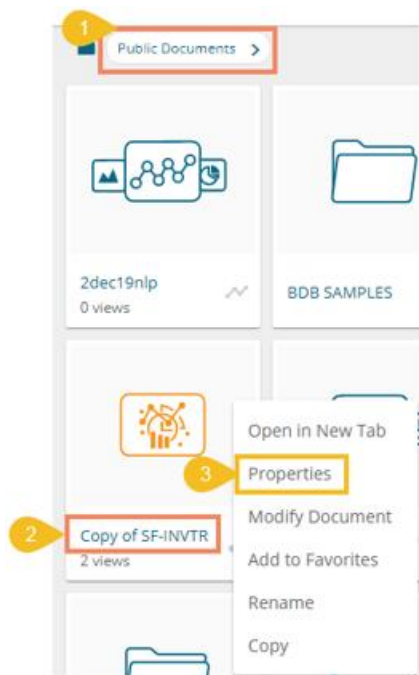 1
Public Documents >
2dec19nlp
0 views
BDB SAMPLES
Open in New Tab
3 Properties
Modify Document
2 Copy of SF-INVTR
2 views
Add to Favorites
Rename
Copy